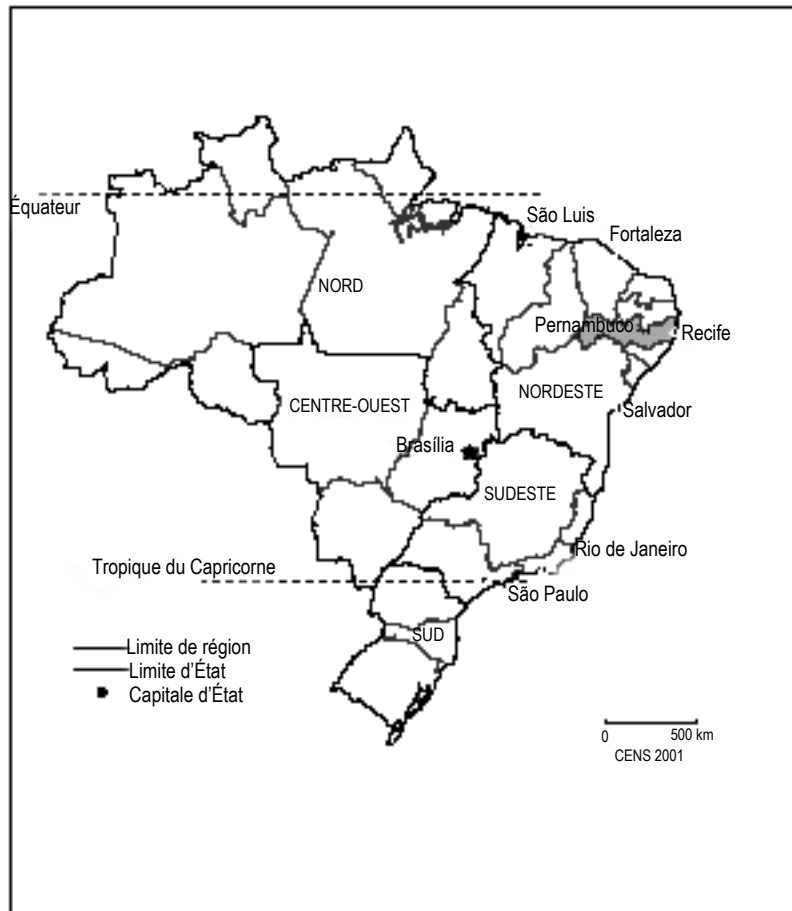 Équateur
São Luis
Fortaleza
NORD
Pernambuco
Recife
CENTRE-OUEST
NORDESTE
Salvador
Brasília
SUDESTE
Rio de Janeiro
Tropique du Capricorne
São Paulo
SUD
Limite de région
Limite d'État
Capitale d'État
0 500 km
CENS 2001